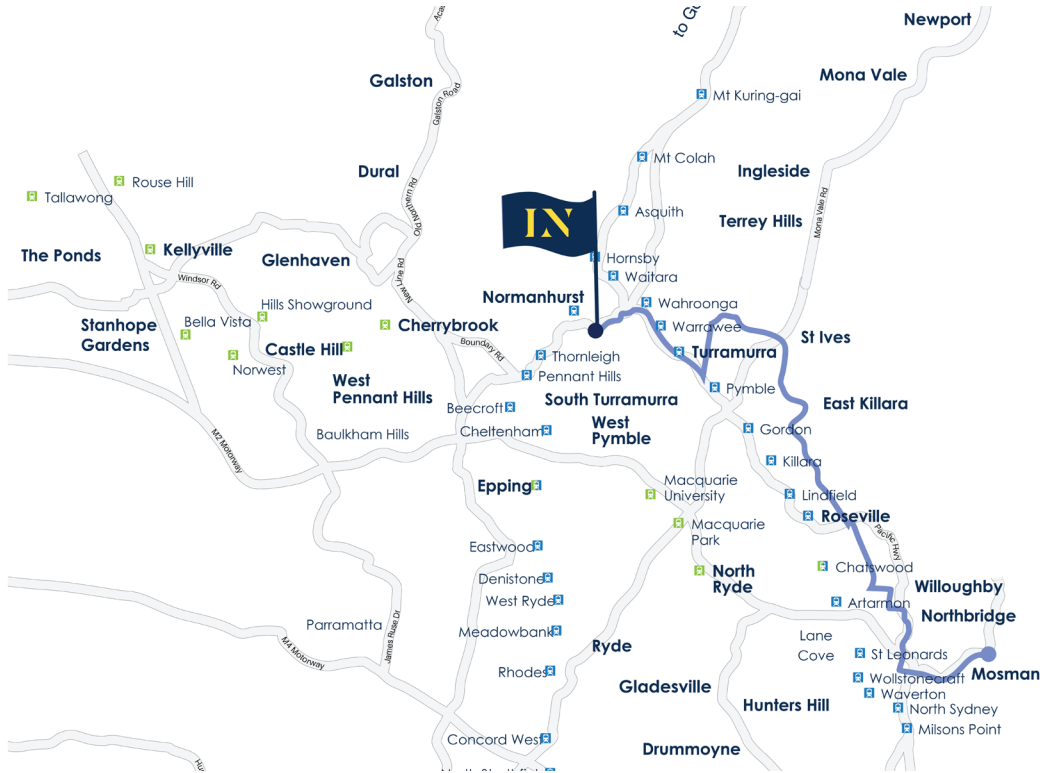 Newport
Aca
to Gu
Mona Vale
Galston
Galston Road
Mt Kuring-gai
Mt Colah
Dural
Ingleside
Rouse Hill
Tallawong
Old Northern Rd
Asquith
Mona Vale Rd
Terrey Hills
IN
Kellyville
The Ponds
Glenhaven
Hornsby
Waitara
Windsor Rd
New Line Rd
Normanhurst
Hills Showground
Wahroonga
Stanhope
Gardens
Bella Vista
Cherrybrook
Warrawee
St Ives
Castle Hill
Boundary Rd
Thornleigh
Turramurra
Norwest
West
Pennant Hills
Pennant Hills
Pymble
South Turramurra
East Killara
Beecroft
West
Pymble
Baulkham Hills
Cheltenham
Gordon
M2 Motorway
Killara
Macquarie
University
Epping
Lindfield
Roseville
Macquarie
Park
Pacific Hwy
Eastwood
Chatswood
North
Ryde
Denistone
Willoughby
West Ryde
Artarmon
Northbridge
Parramatta
James Ruse Dr
Meadowbank
Lane
Cove
Ryde
M4 Motorway
St Leonards
Rhodes
Mosman
Wollstonecraft
Gladesville
Waverton
Hunters Hill
North Sydney
Milsons Point
Concord West
Drummoyne